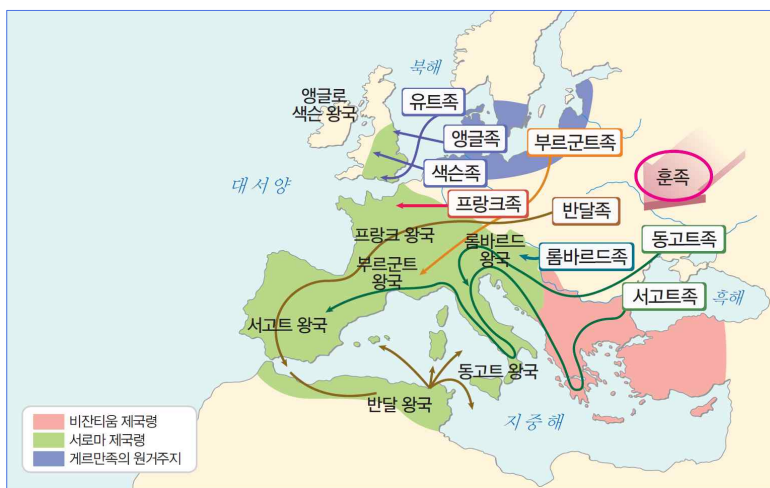 북해
앵글로
색슨 왕국
유트족
앵글족
색슨족
부르군트족
훈족
대서양
프랑크족
반달족
프랑크 왕국
롬바르드
왕국
동고트족
부르군트
왕국
롬바르드족
서고트족
흑해
서고트 왕국
동고트 왕국
반달 왕국
지중해
비잔티움 제국령
서로마 제국령
게르만족의 원거주지